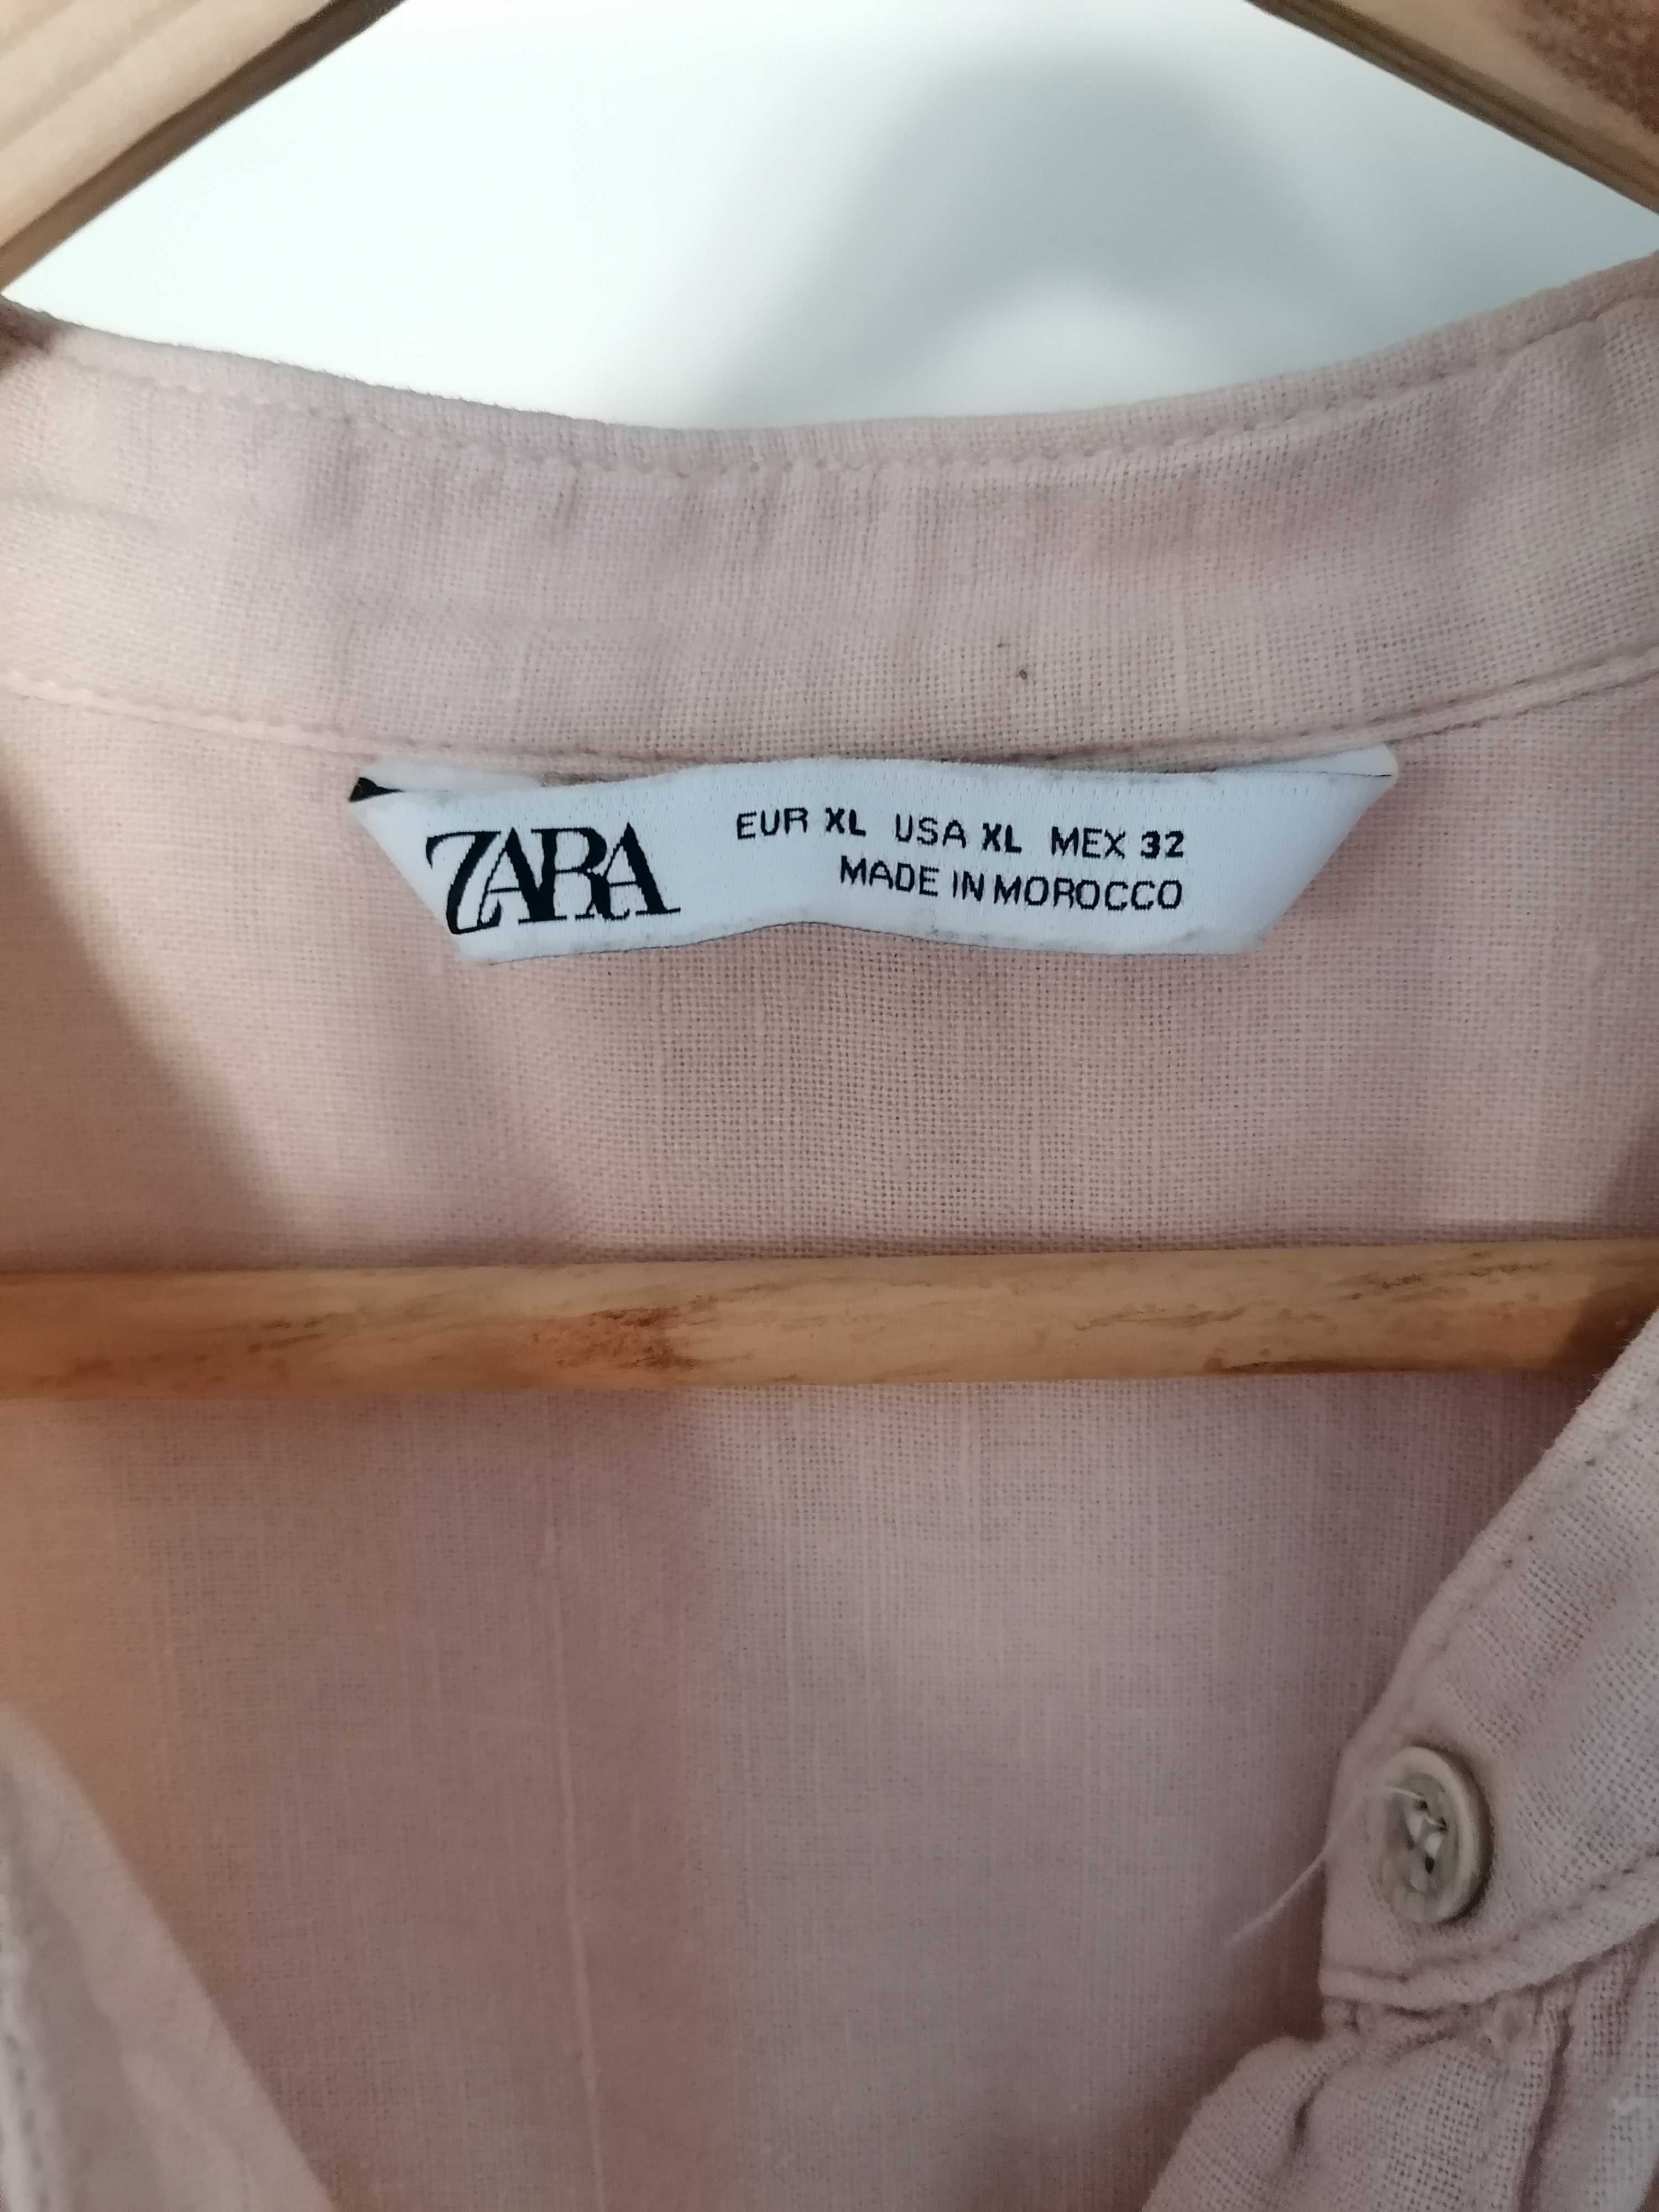 ZARA
EUR XL USA XL MEX 32
MADE IN MOROCCO